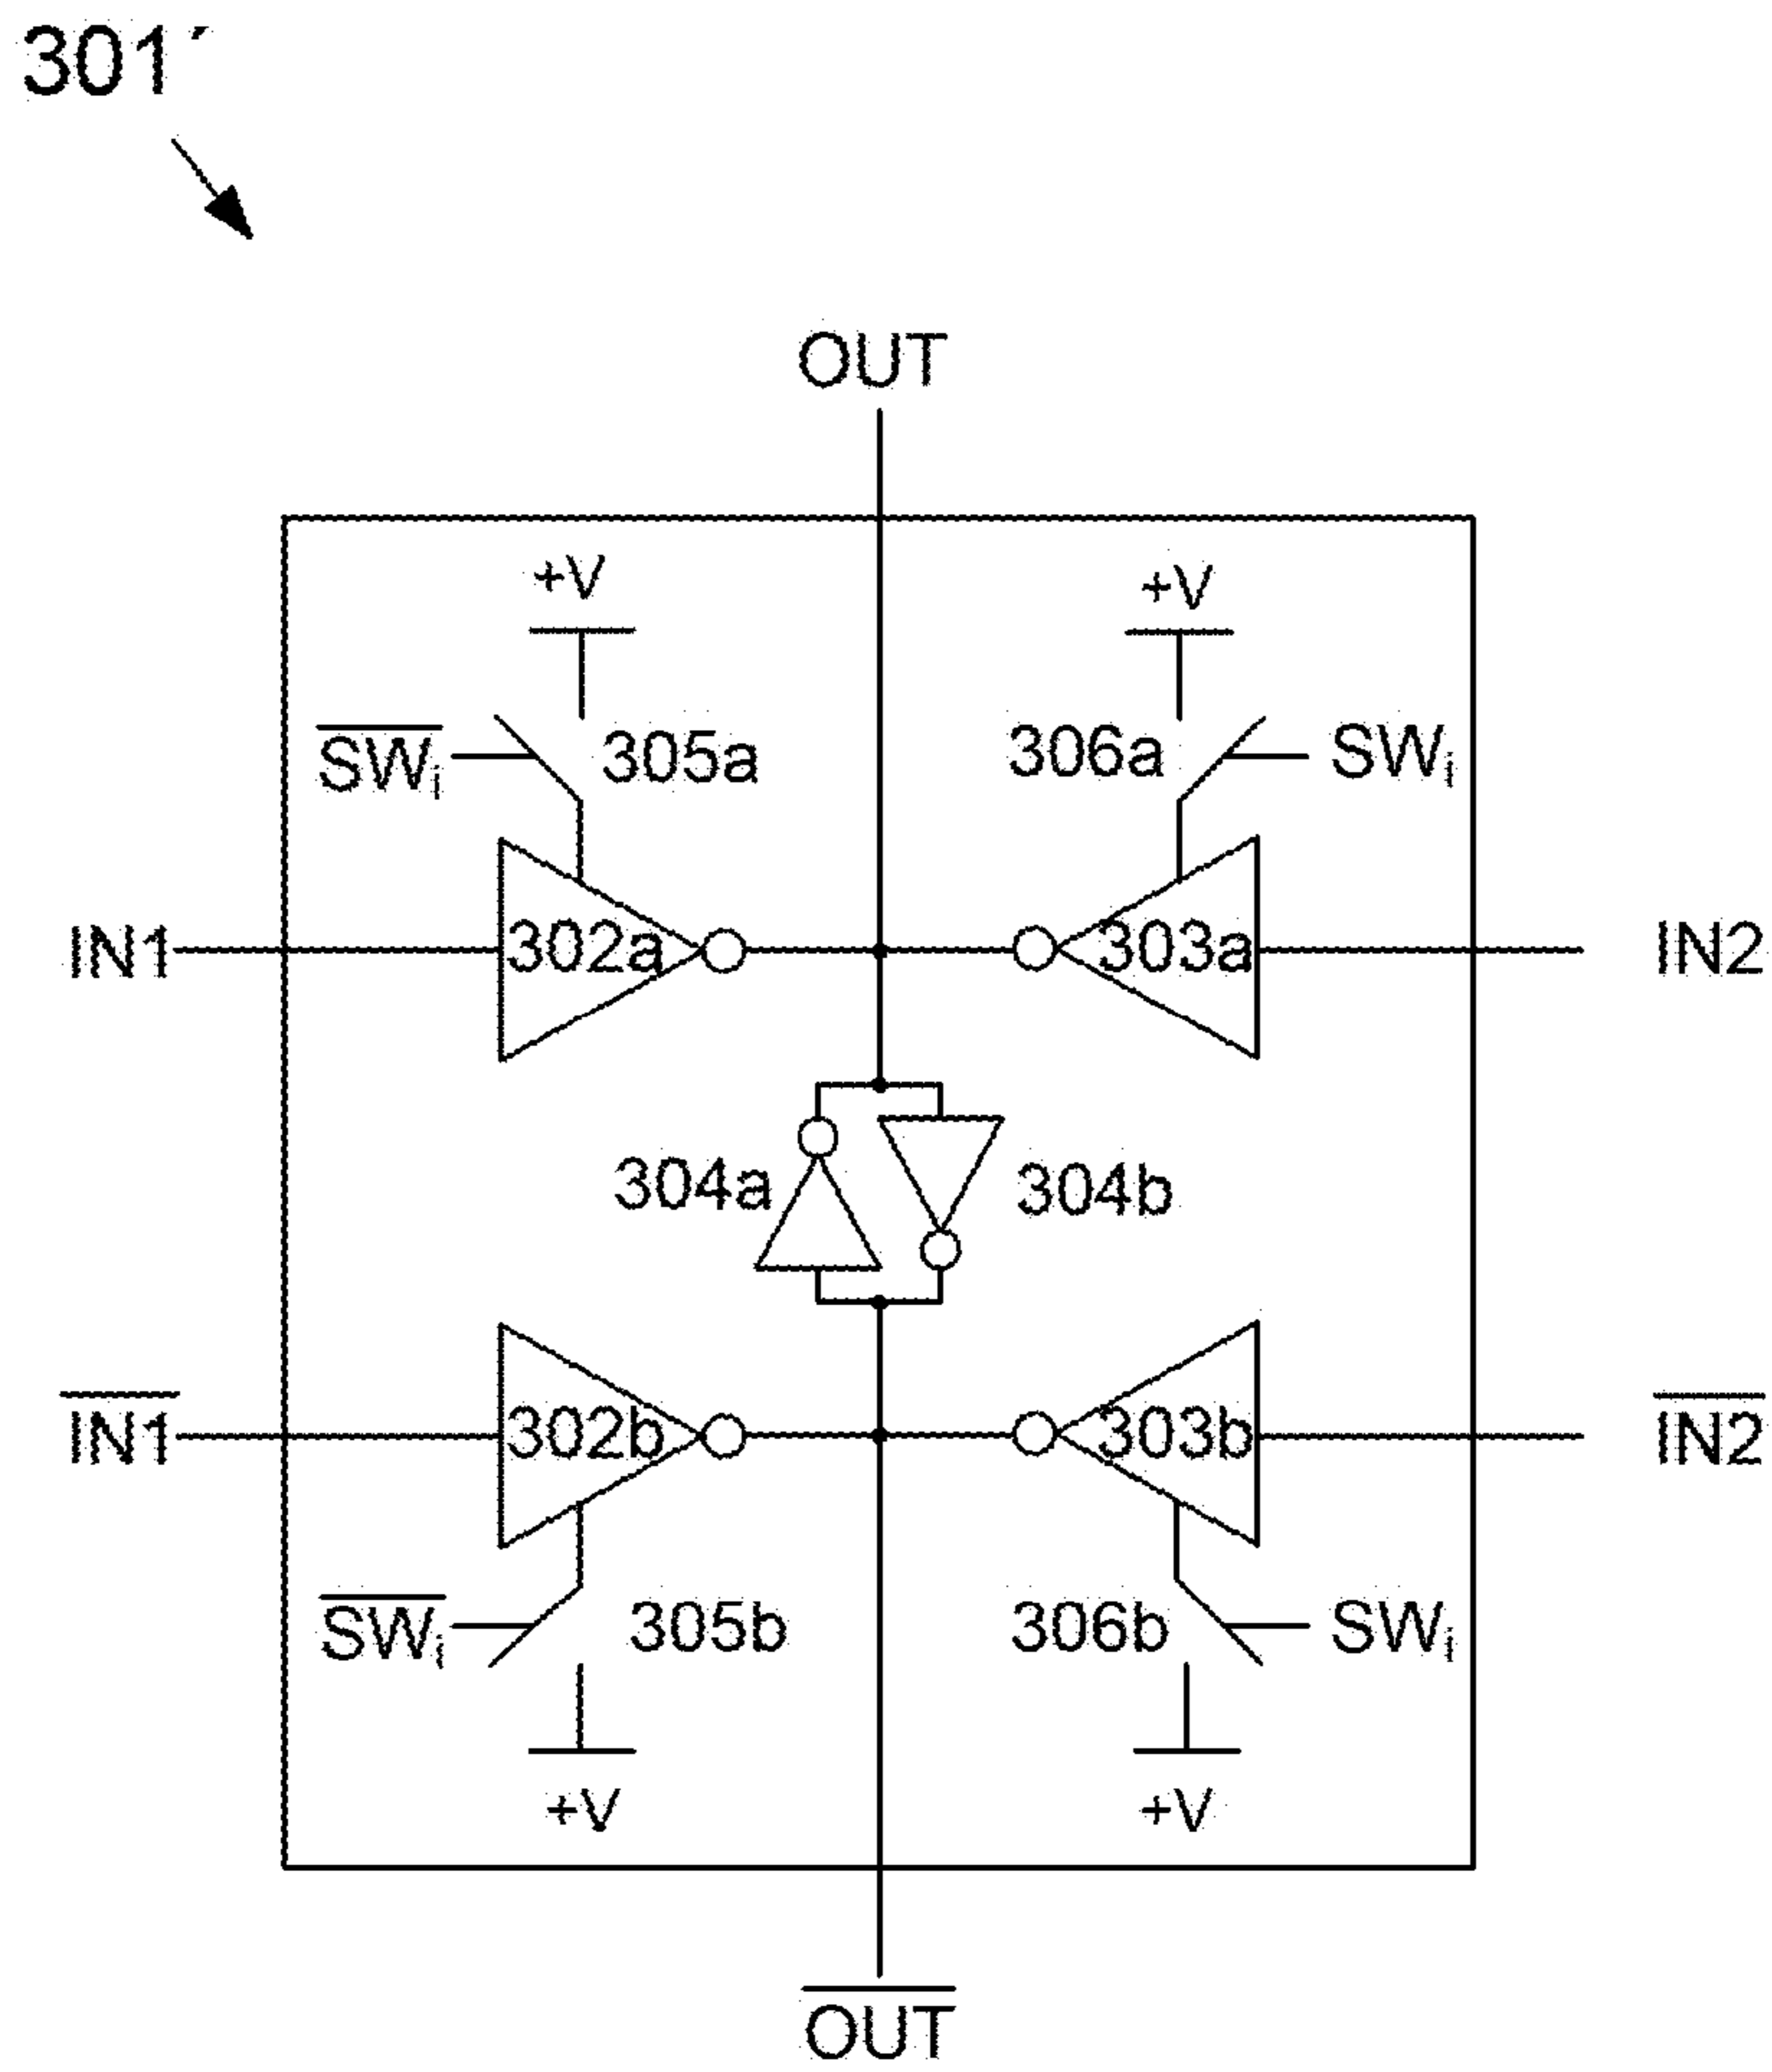 301′
OUT
+V
+V
SWi
305a
306a
SWi
IN1
302a
303a
IN2
304a
304b
IN1
302b
303b
IN2
SWi
305b
306b
SWi
+V
+V
OUT